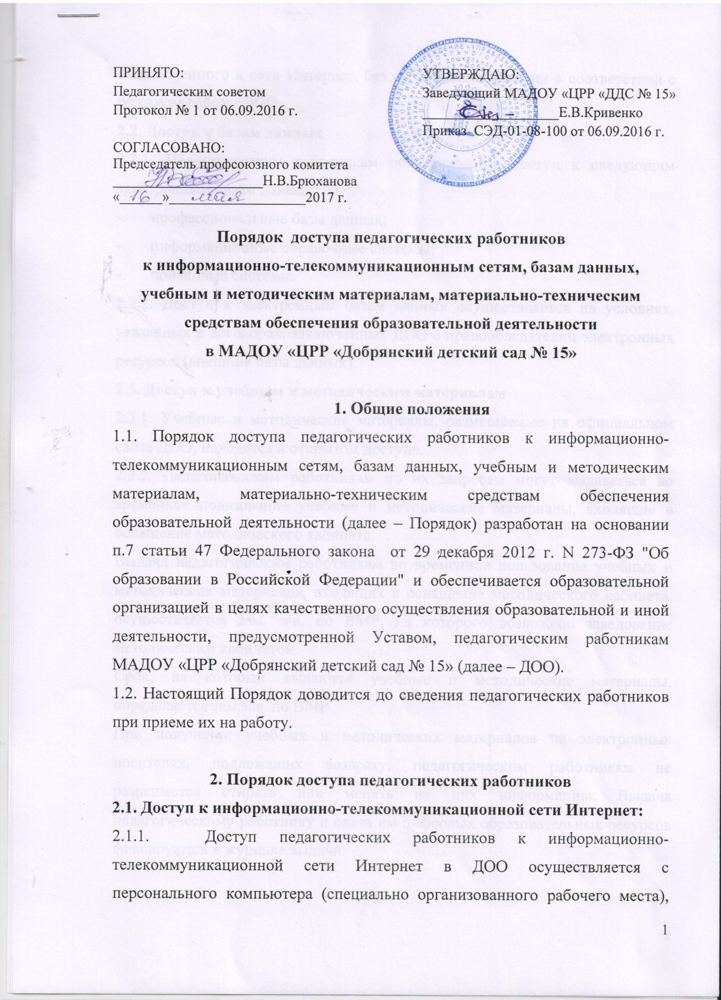 ПРИНЯТО:
Педагогическим советом
Протокол № 1 от 06.09.2016 г.
УТВЕРЖДАЮ:
Заведующий МАДОУ «ЦРР «ДДС № 15»
____________________Е.В.Кривенко
Приказ СЭД-01-08-100 от 06.09.2016 г.
СОГЛАСОВАНО:
Председатель профсоюзного комитета
_____________________Н.В.Брюханова
«__16__»______мая______2017 г.
Порядок доступа педагогических работников
к информационно-телекоммуникационным сетям, базам данных,
учебным и методическим материалам, материально-техническим
средствам обеспечения образовательной деятельности
в МАДОУ «ЦРР «Добрянский детский сад № 15»
1. Общие положения
1.1. Порядок доступа педагогических работников к информационно-
телекоммуникационным сетям, базам данных, учебным и методическим
материалам, материально-техническим средствам обеспечения
образовательной деятельности (далее – Порядок) разработан на основании
п.7 статьи 47 Федерального закона от 29 декабря 2012 г. N 273-ФЗ "Об
образовании в Российской Федерации" и обеспечивается образовательной
организацией в целях качественного осуществления образовательной и иной
деятельности, предусмотренной Уставом, педагогическим работникам
МАДОУ «ЦРР «Добрянский детский сад № 15» (далее – ДОО).
1.2. Настоящий Порядок доводится до сведения педагогических работников
при приеме их на работу.
2. Порядок доступа педагогических работников
2.1. Доступ к информационно-телекоммуникационной сети Интернет:
2.1.1. Доступ педагогических работников к информационно-
телекоммуникационной сети Интернет в ДОО осуществляется с
персонального компьютера (специально организованного рабочего места),
1